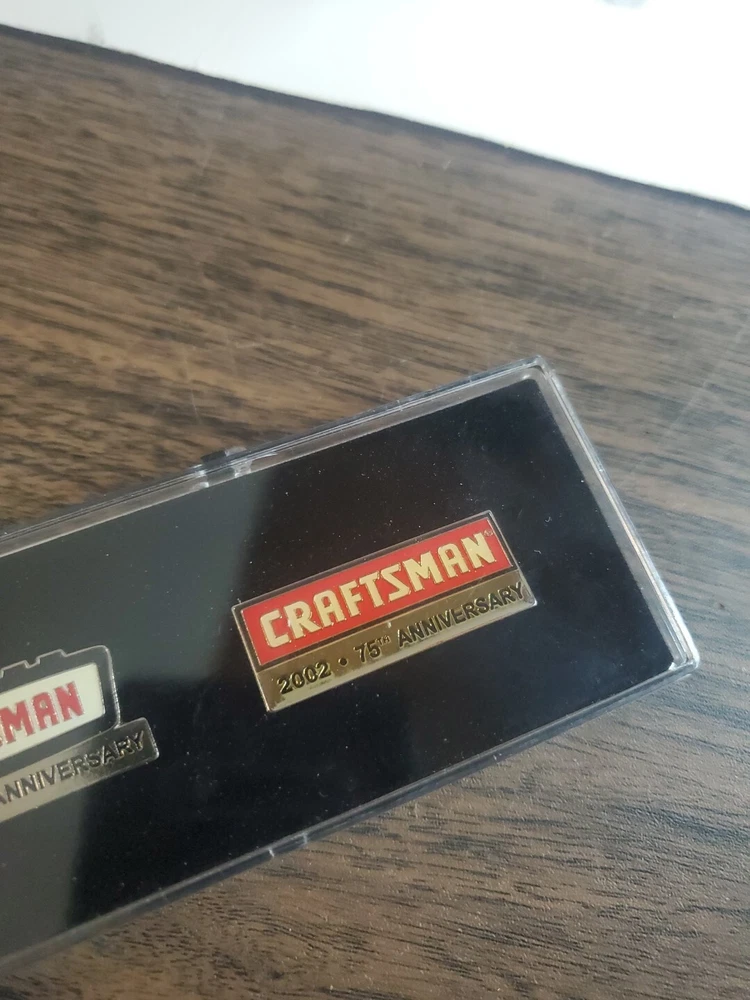 CRAFTSMAN
2002 • 75TH ANNIVERSARY
MAN
ANNIVERSARY